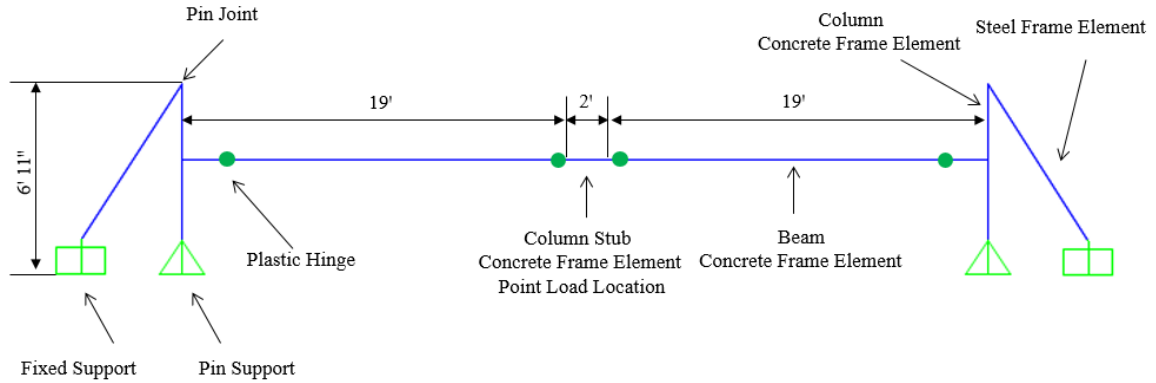 Pin Joint
Column
Concrete Frame Element
Steel Frame Element
19'
2'
19'
6' 11"
Plastic Hinge
Column Stub
Concrete Frame Element
Point Load Location
Beam
Concrete Frame Element
Fixed Support
Pin Support